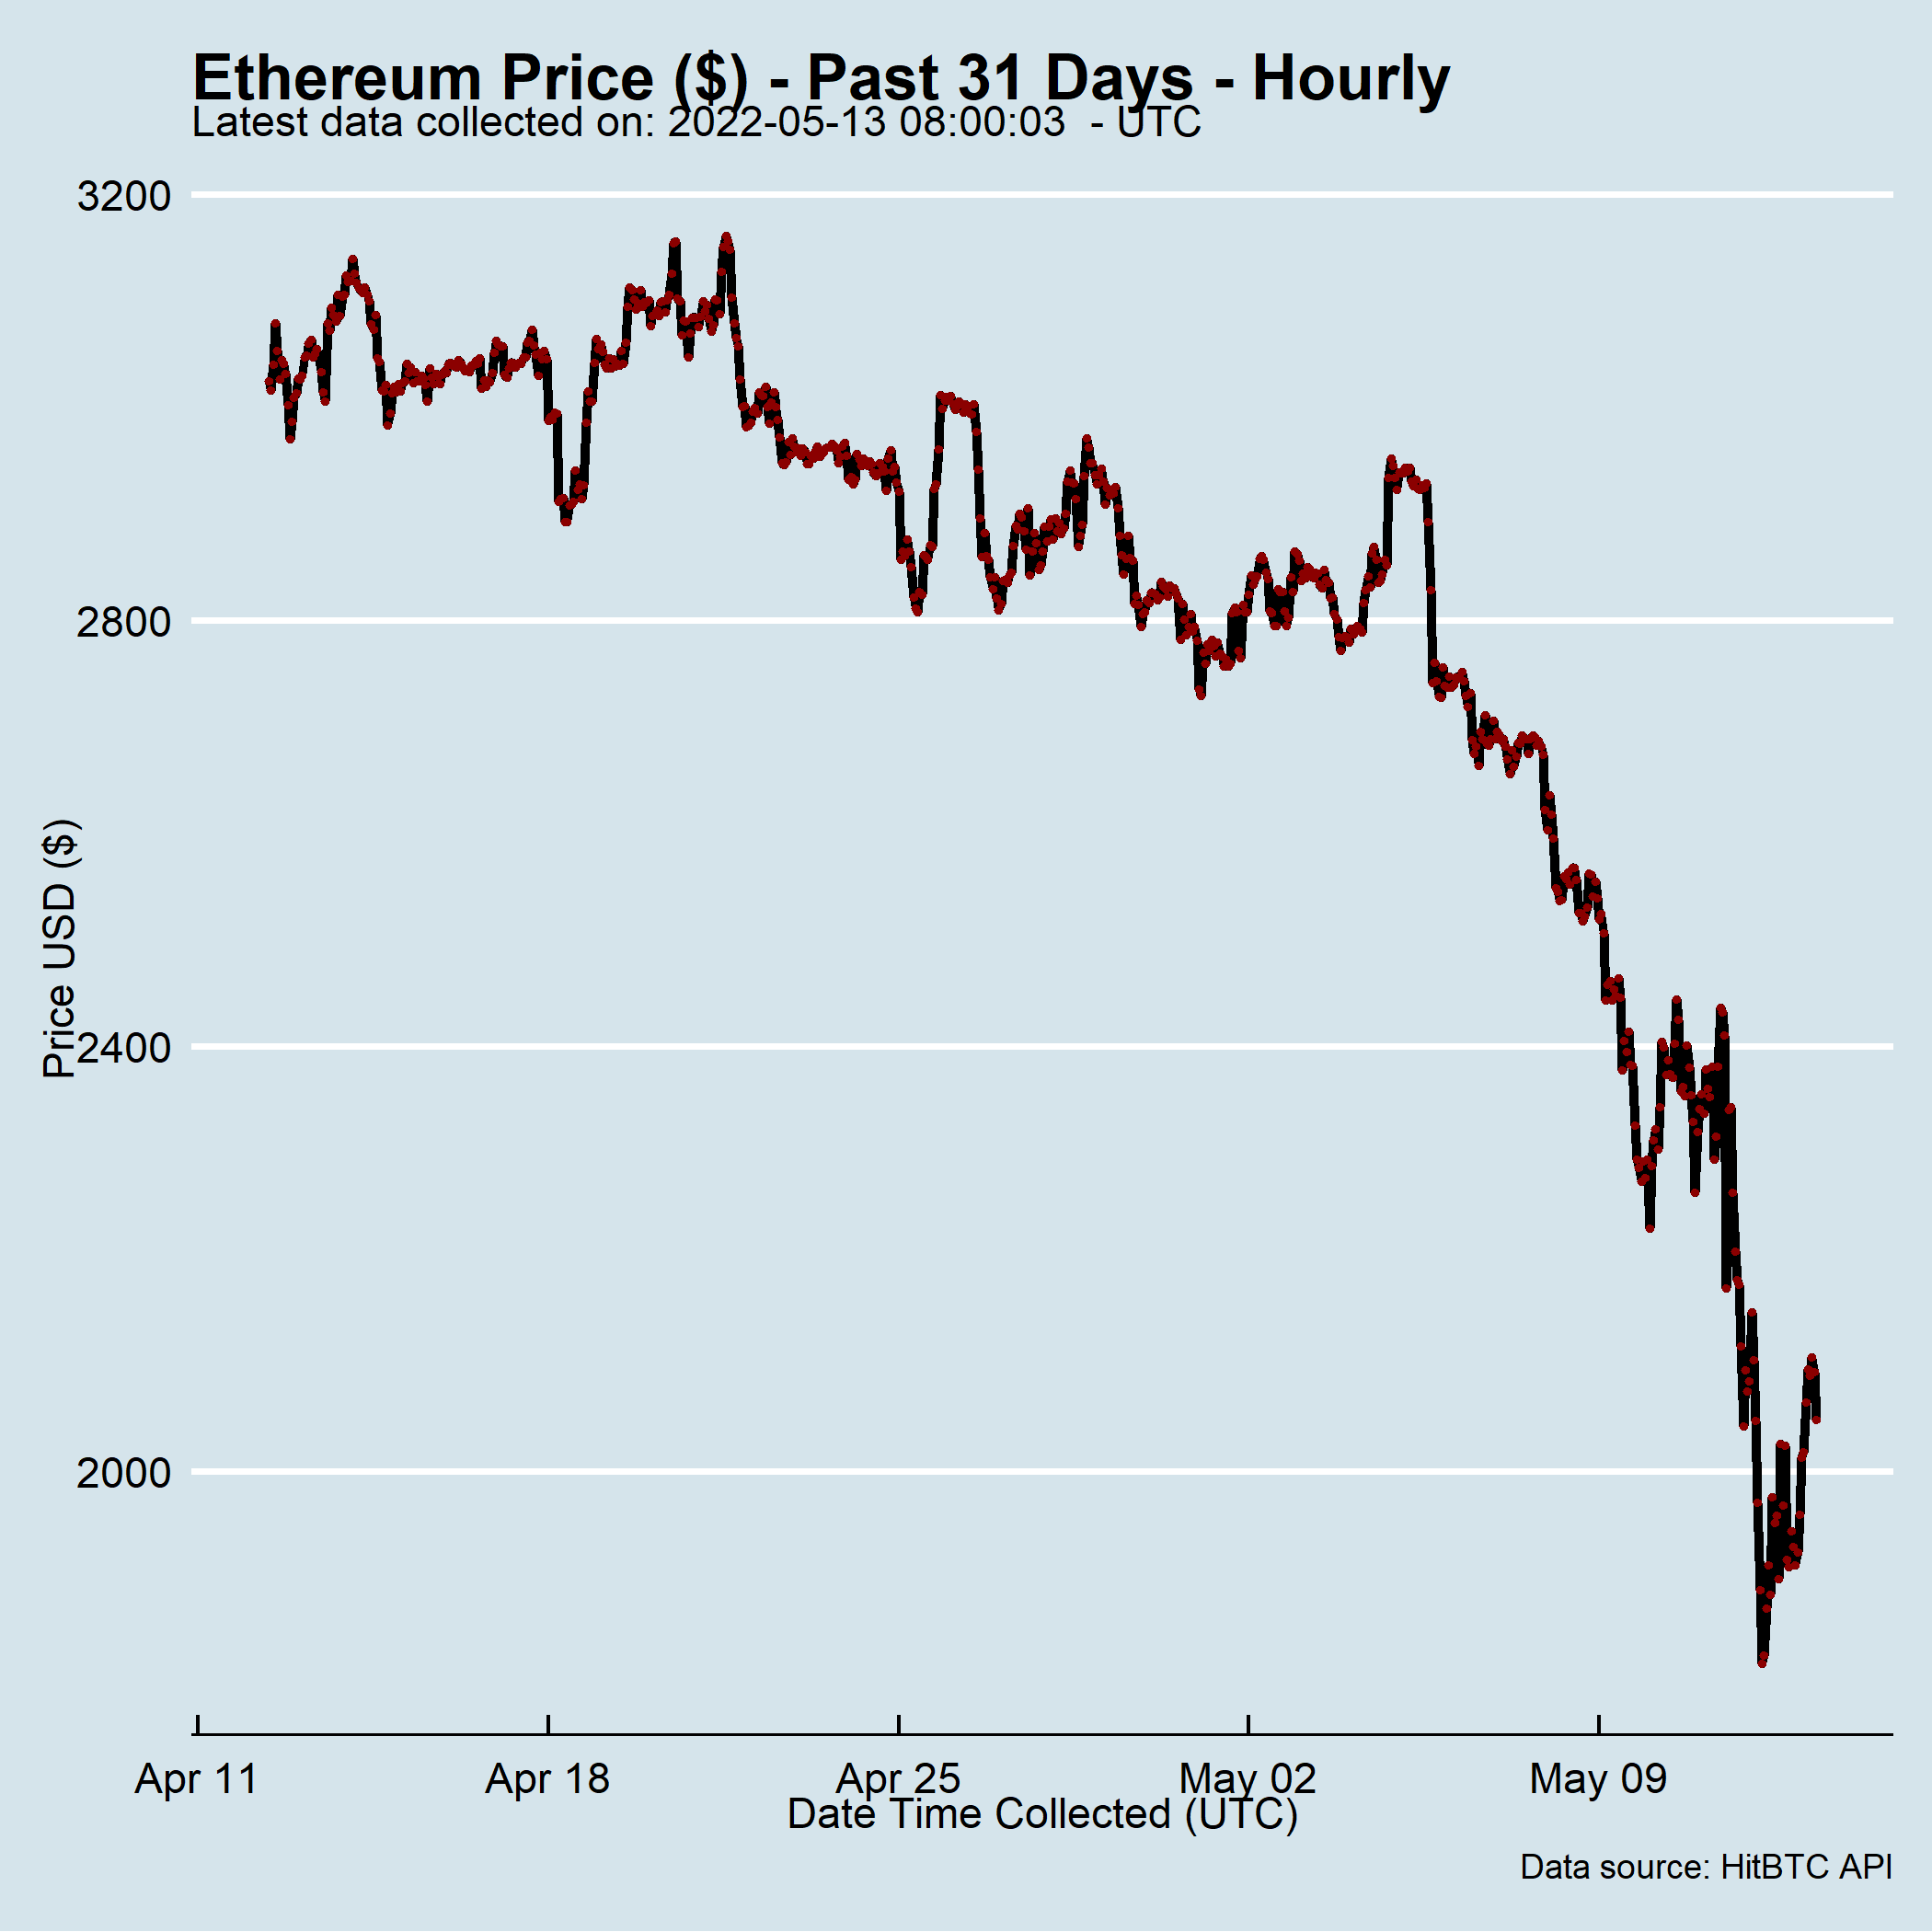 Ethereum Price ($) - Past 31 Days - Hourly
Latest data collected on: 2022-05-13 08:00:03  - UTC
3200
2800
2400
2000
Price USD ($)
Apr 11
Apr 18
Apr 25
May 02
May 09
Date Time Collected (UTC)
Data source: HitBTC API